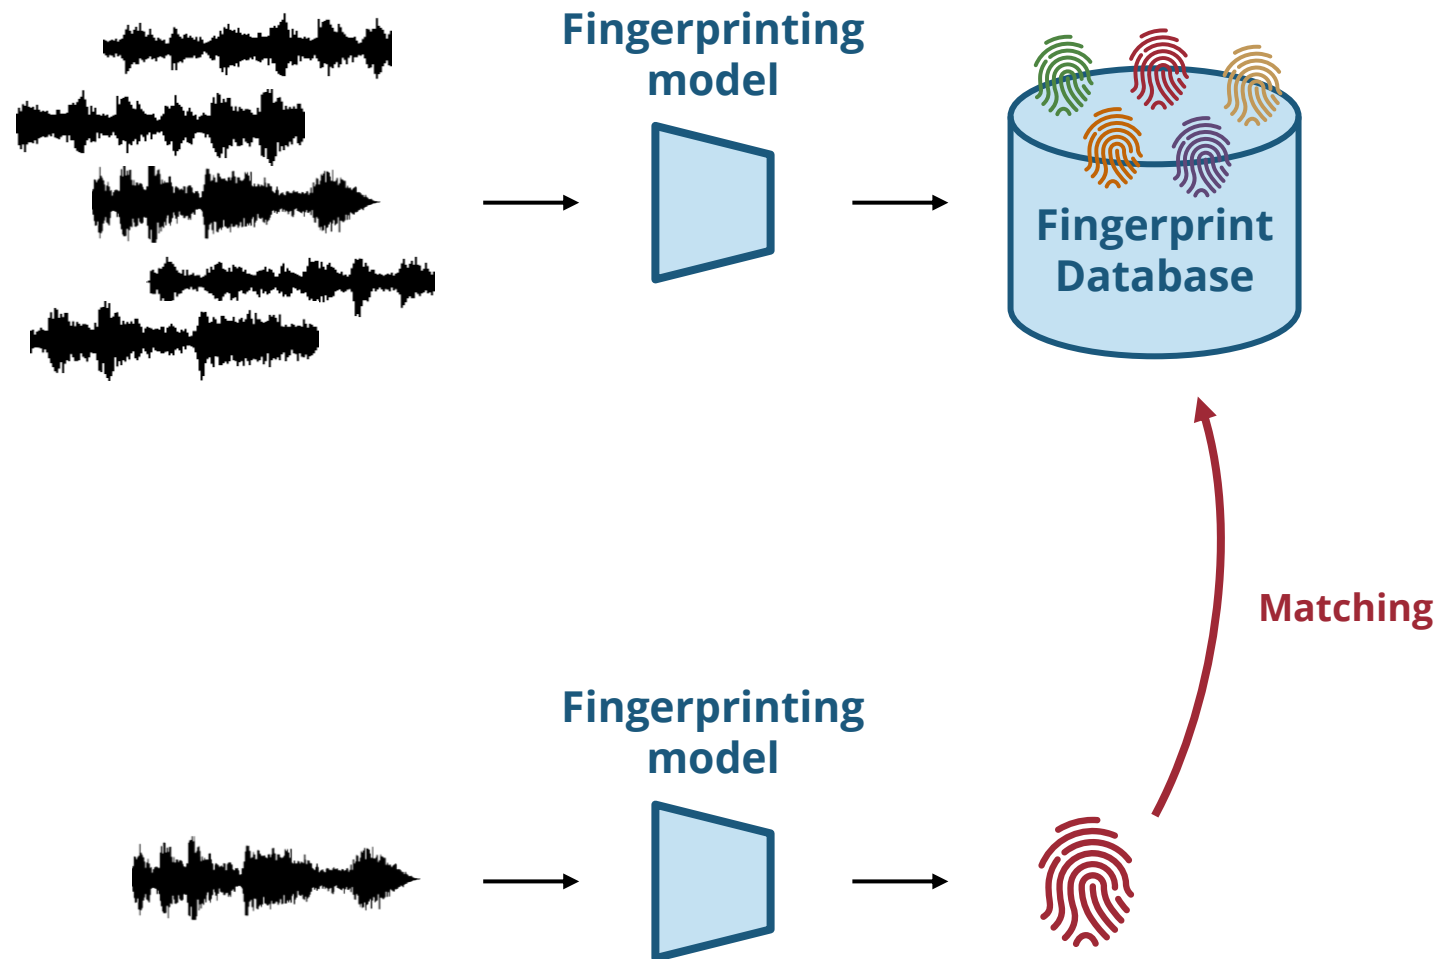 Fingerprinting
model
Fingerprint
Database
Matching
Fingerprinting
model